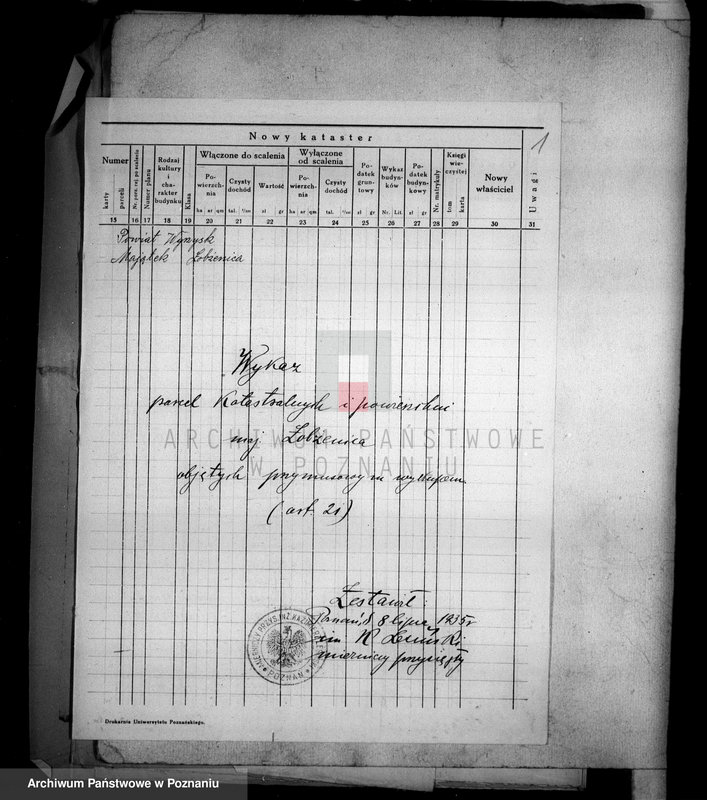 1
Nowy kataster
Numer
karty
parceli
Nr. porz. rej. po scaleniu
Numer planu
Rodzaj kultury i charakter budynku
Klasa
Włączone do scalenia
Powierzchnia
ha ar qm
Czysty dochód
tal.
Wartość
zł gr
Wyłączone od scalenia
Powierzchnia
ha ar qm
Czysty dochód
tal.
Podatek gruntowy
zł gr
Wykaz budynków
Nr. Lit.
Podatek budynkowy
zł gr
Nr. matrykuły
Księgi wieczystej
tom
karta
Nowy właściciel
Uwagi
15 16 17 18 19 20 21 22 23 24 25 26 27 28 29 30 31
Powiat Wyrzysk
Majątek Łobżenica
Wykaz
parcel katastralnych i powierzchni
maj Łobżenica
objętych przymusowym wykupem
(art. 21)
Zestawił:
Poznań, d 8 lipca 1935 r
mierniczy przysięgły
MIERNICZY PRZYS. INŻ. KAZIMIERZ
POZNAŃ
Drukarnia Uniwersytetu Poznańskiego.
ARCHIWUM PAŃSTWOWE
W POZNANIU
Archiwum Państwowe w Poznaniu